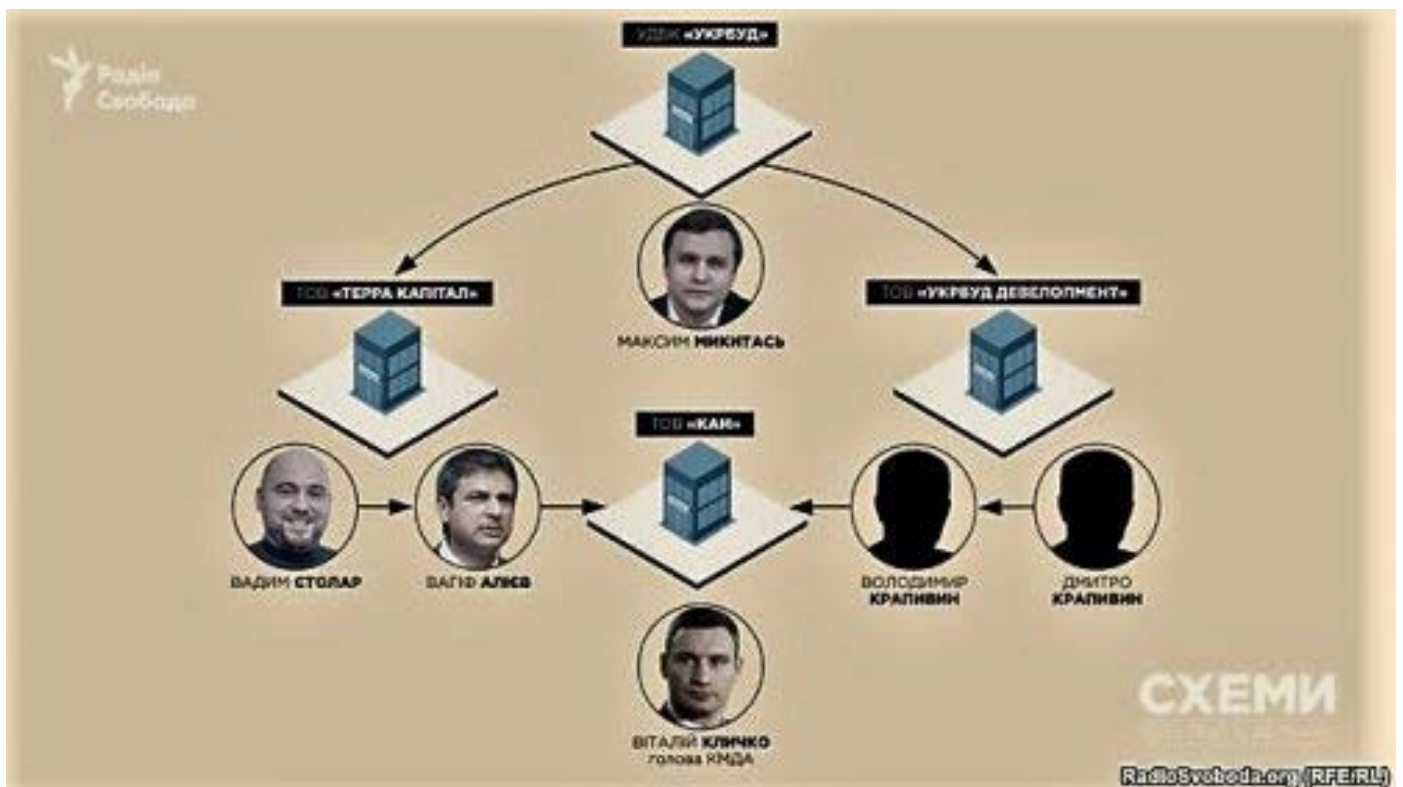 Радіо
Свобода
УДВК «УКРБУД»
ТОВ «ТЕРРА КАПІТАЛ»
ТОВ «УКРБУД ДЕВЕЛОПМЕНТ»
МАКСИМ МИКИТАСЬ
ТОВ «КАН»
ВАДИМ СТОЛАР
ВАГІФ АЛІЄВ
ВОЛОДИМИР
КРАПИВИН
ДМИТРО
КРАПИВИН
ВІТАЛІЙ КЛИЧКО
голова КМДА
СХЕМИ
RadioSvoboda.org (RFE/RL)